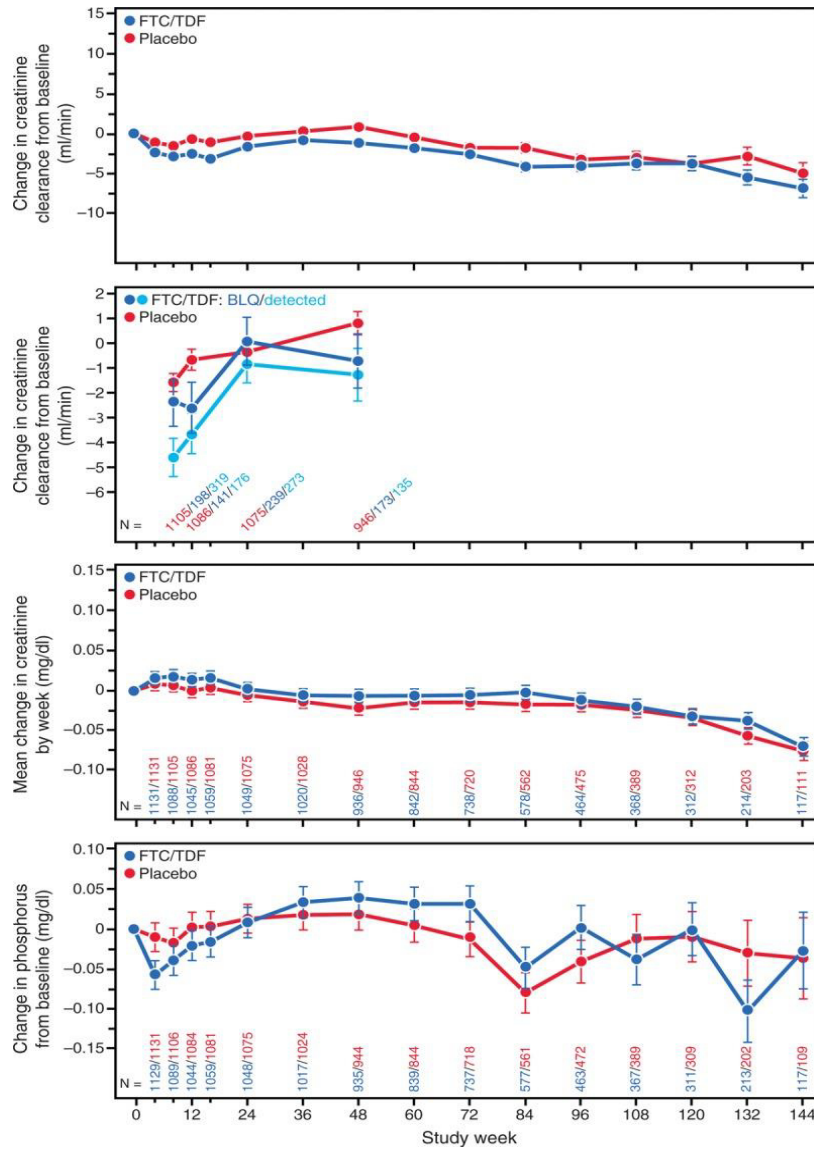 Change in creatinine
clearance from baseline
(ml/min)
15
10
5
0
−5
−10
FTC/TDF
Placebo
Change in creatinine
clearance from baseline
(ml/min)
2
1
0
−1
−2
−3
−4
−5
−6
FTC/TDF: BLQ/detected
Placebo
N =
1105/198/319
1086/141/176
1075/239/273
946/173/135
Mean change in creatinine
by week (mg/dl)
0.15
0.10
0.05
0
−0.05
−0.10
FTC/TDF
Placebo
N =
1131/1131
1088/1105
1045/1086
1059/1081
1049/1075
1020/1028
936/946
842/844
738/720
578/562
464/475
368/389
312/312
214/203
117/111
Change in phosphorus
from baseline (mg/dl)
0.10
0.05
0
−0.05
−0.10
−0.15
FTC/TDF
Placebo
N =
1129/1131
1089/1106
1044/1084
1059/1081
1048/1075
1017/1024
935/944
839/844
737/718
577/561
463/472
367/389
311/309
213/202
117/109
0 12 24 36 48 60 72 84 96 108 120 132 144
Study week